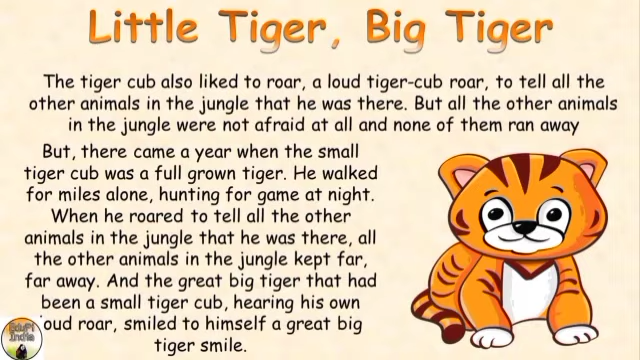 Little Tiger, Big Tiger
The tiger cub also liked to roar, a loud tiger-cub roar, to tell all the
other animals in the jungle that he was there. But all the other animals
in the jungle were not afraid at all and none of them ran away
But, there came a year when the small
tiger cub was a full grown tiger. He walked
for miles alone, hunting for game at night.
When he roared to tell all the other
animals in the jungle that he was there, all
the other animals in the jungle kept far,
far away. And the great big tiger that had
been a small tiger cub, hearing his own
loud roar, smiled to himself a great big
tiger smile.
EduFi
India